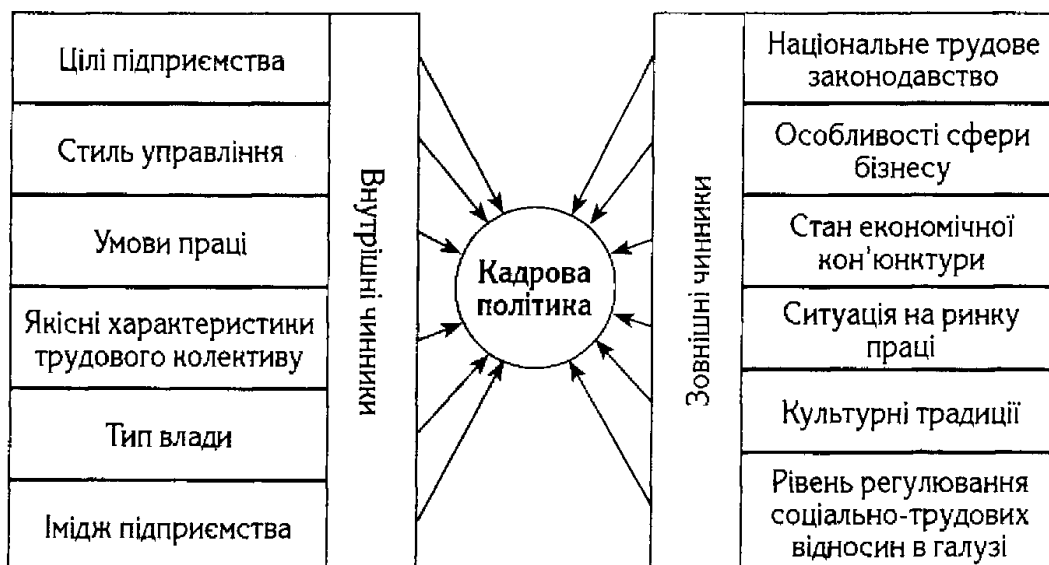 Цілі підприємства
Стиль управління
Умови праці
Якісні характеристики
трудового колективу
Тип влади
Імідж підприємства
Внутрішні чинники
Кадрова
політика
Зовнішні чинники
Національне трудове
законодавство
Особливості сфери
бізнесу
Стан економічної
кон'юнктури
Ситуація на ринку
праці
Культурні традиції
Рівень регулювання
соціально-трудових
відносин в галузі